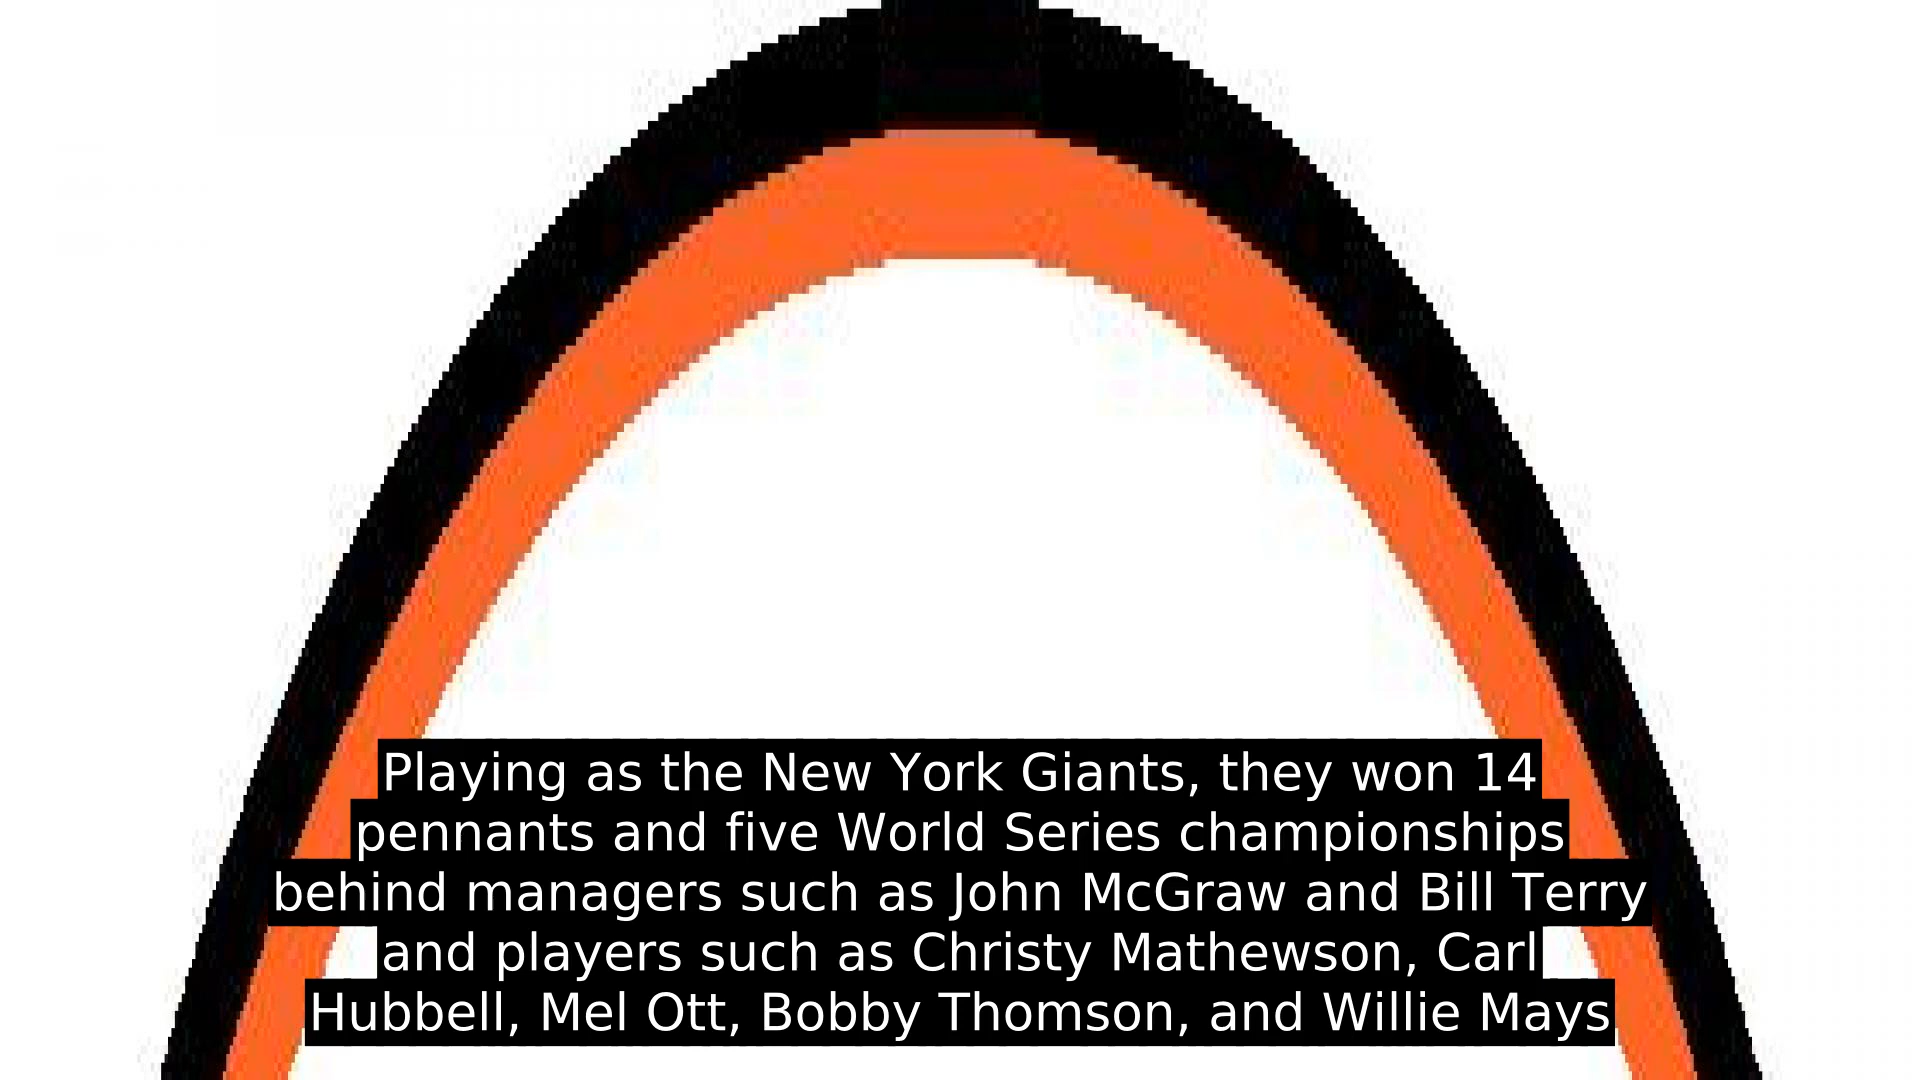 Playing as the New York Giants, they won 14
pennants and five World Series championships
behind managers such as John McGraw and Bill Terry
and players such as Christy Mathewson, Carl
Hubbell, Mel Ott, Bobby Thomson, and Willie Mays